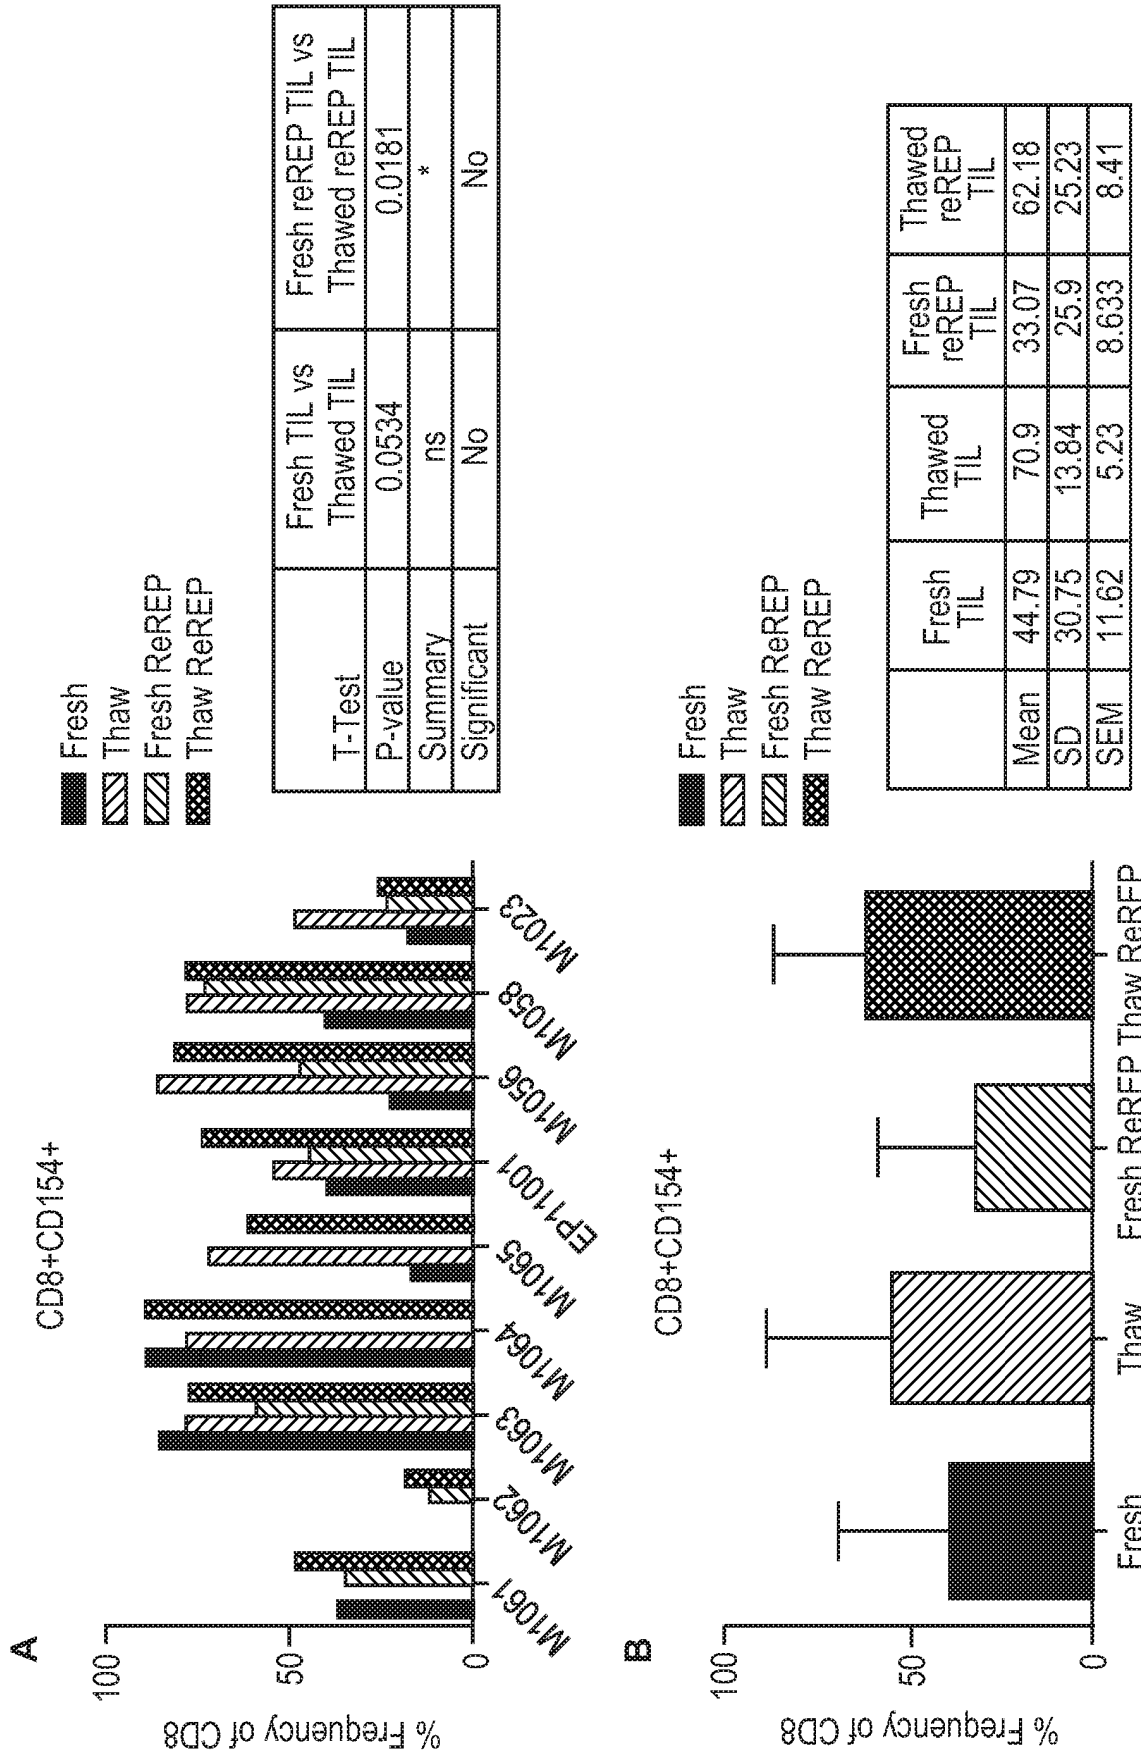 A
CD8+CD154+
% Frequency of CD8
100
50
0
M1061
M1062
M1063
M1064
M1065
EP11001
M1056
M1058
M1023
Fresh
Thaw
Fresh ReREP
Thaw ReREP
T-Test
Fresh TIL vs
Thawed TIL
Fresh reREP TIL vs
Thawed reREP TIL
P-value 0.0534 0.0181
Summary ns *
Significant No No
B
CD8+CD154+
% Frequency of CD8
100
50
0
Fresh Thaw Fresh ReREP Thaw ReREP
Fresh
Thaw
Fresh ReREP
Thaw ReREP
Fresh
TIL
Thawed
TIL
Fresh
reREP
TIL
Thawed
reREP
TIL
Mean 44.79 70.9 33.07 62.18
SD 30.75 13.84 25.9 25.23
SEM 11.62 5.23 8.633 8.41